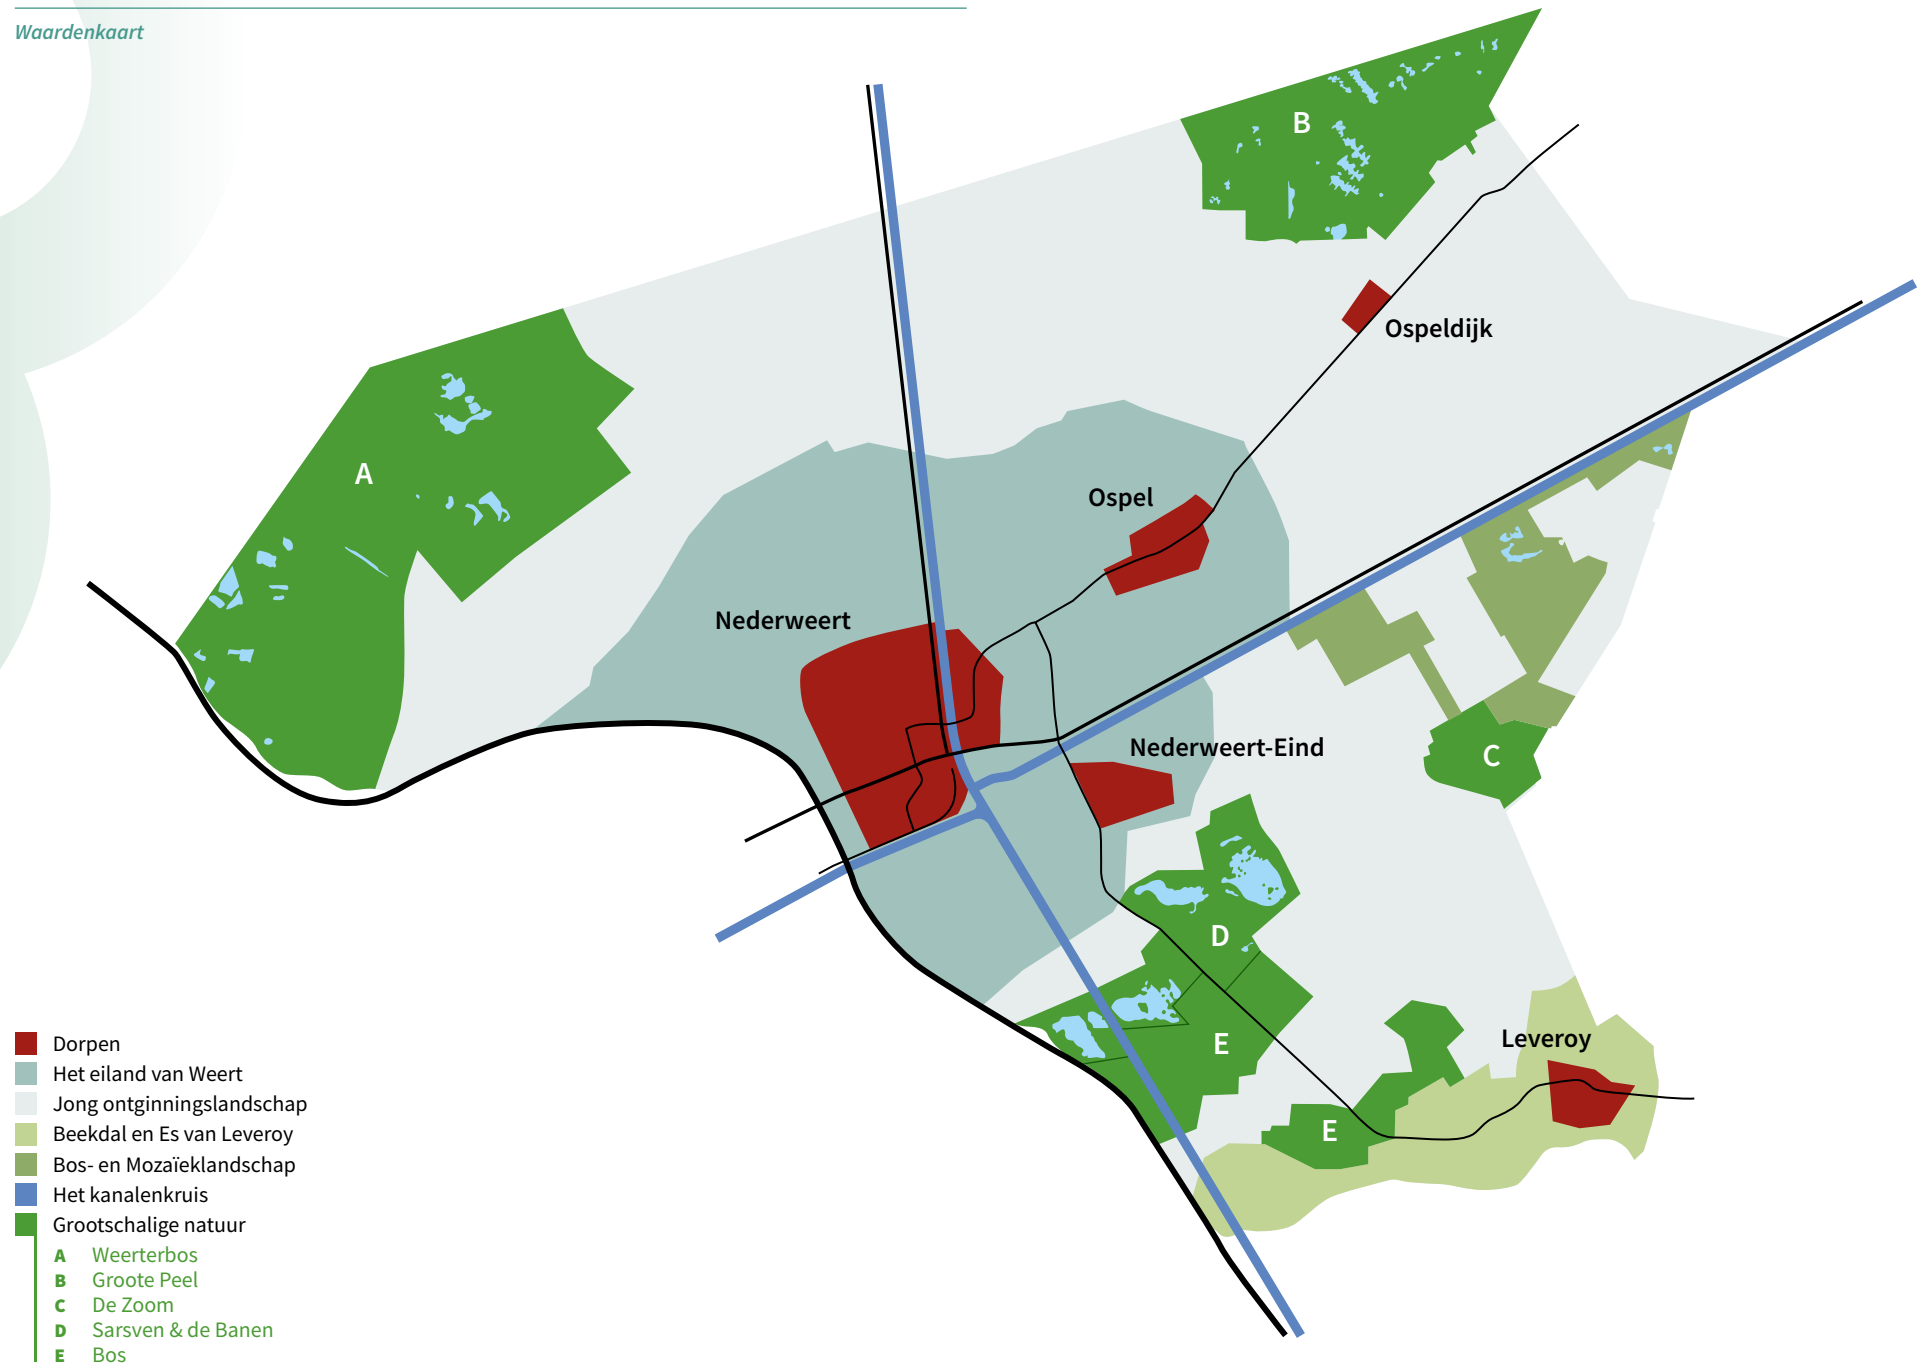 Waardenkaart
B
Ospeldijk
A
Ospel
Nederweert
Nederweert-Eind
C
D
E
Leveroy
E
Dorpen
Het eiland van Weert
Jong ontginningslandschap
Beekdal en Es van Leveroy
Bos- en Mozaïeklandschap
Het kanalenkruis
Grootschalige natuur
A Weerterbos
B Groote Peel
C De Zoom
D Sarsven & de Banen
E Bos